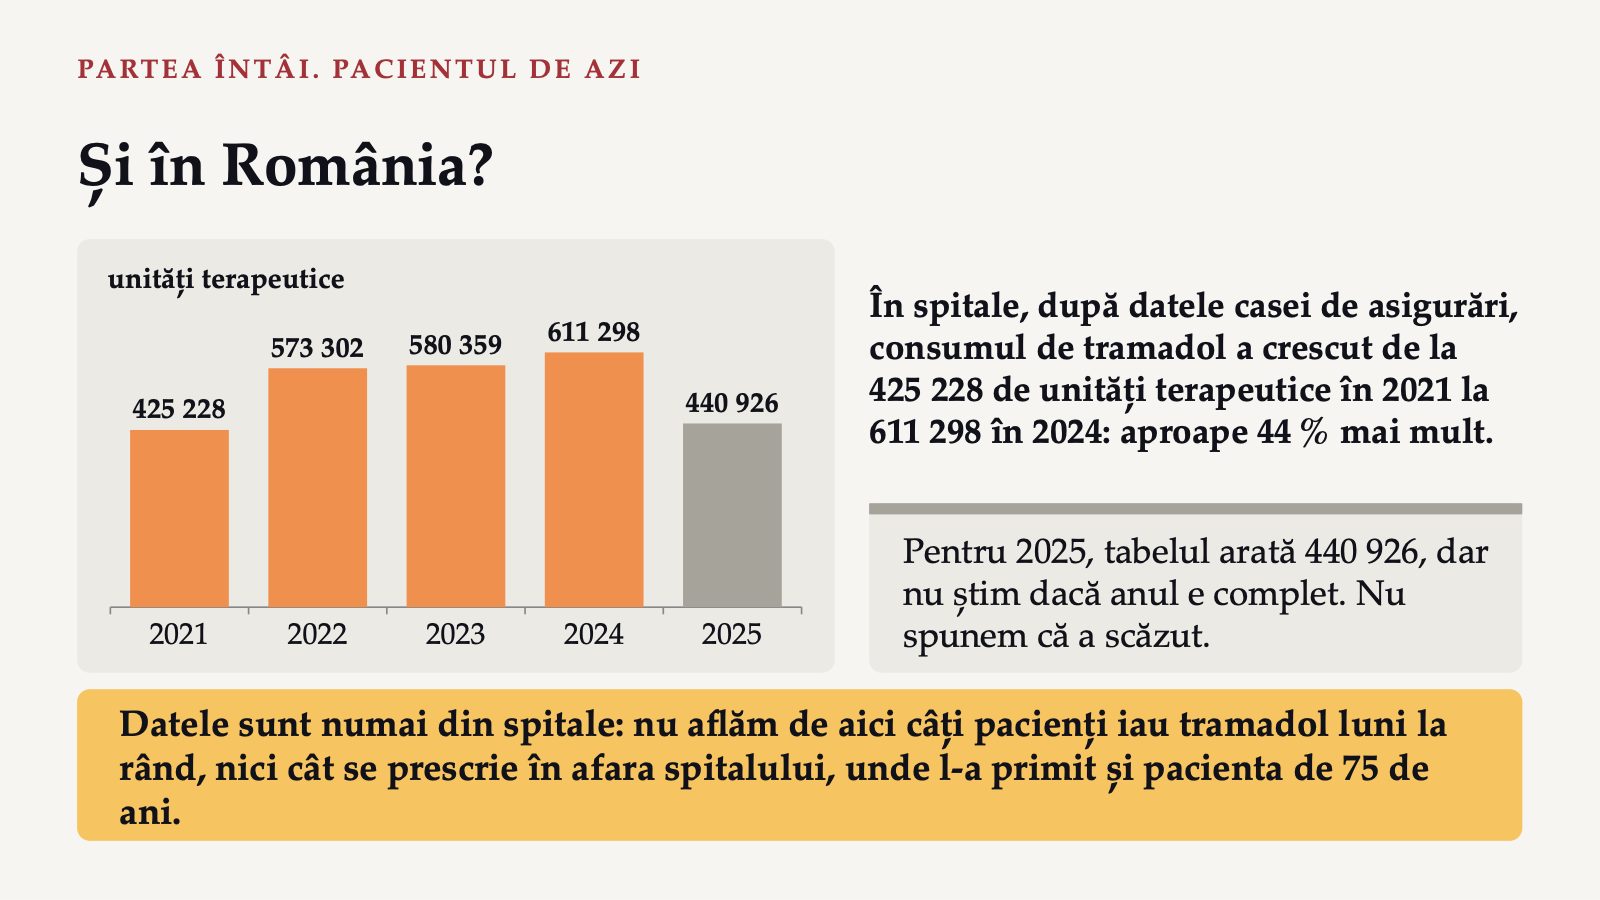 PARTEA ÎNTÂI. PACIENTUL DE AZI
Și în România?
unități terapeutice
425 228
573 302
580 359
611 298
440 926
2021
2022
2023
2024
2025
În spitale, după datele casei de asigurări,
consumul de tramadol a crescut de la
425 228 de unități terapeutice în 2021 la
611 298 în 2024: aproape 44 % mai mult.
Pentru 2025, tabelul arată 440 926, dar
nu știm dacă anul e complet. Nu
spunem că a scăzut.
Datele sunt numai din spitale: nu aflăm de aici câți pacienți iau tramadol luni la
rând, nici cât se prescrie în afara spitalului, unde l-a primit și pacienta de 75 de
ani.